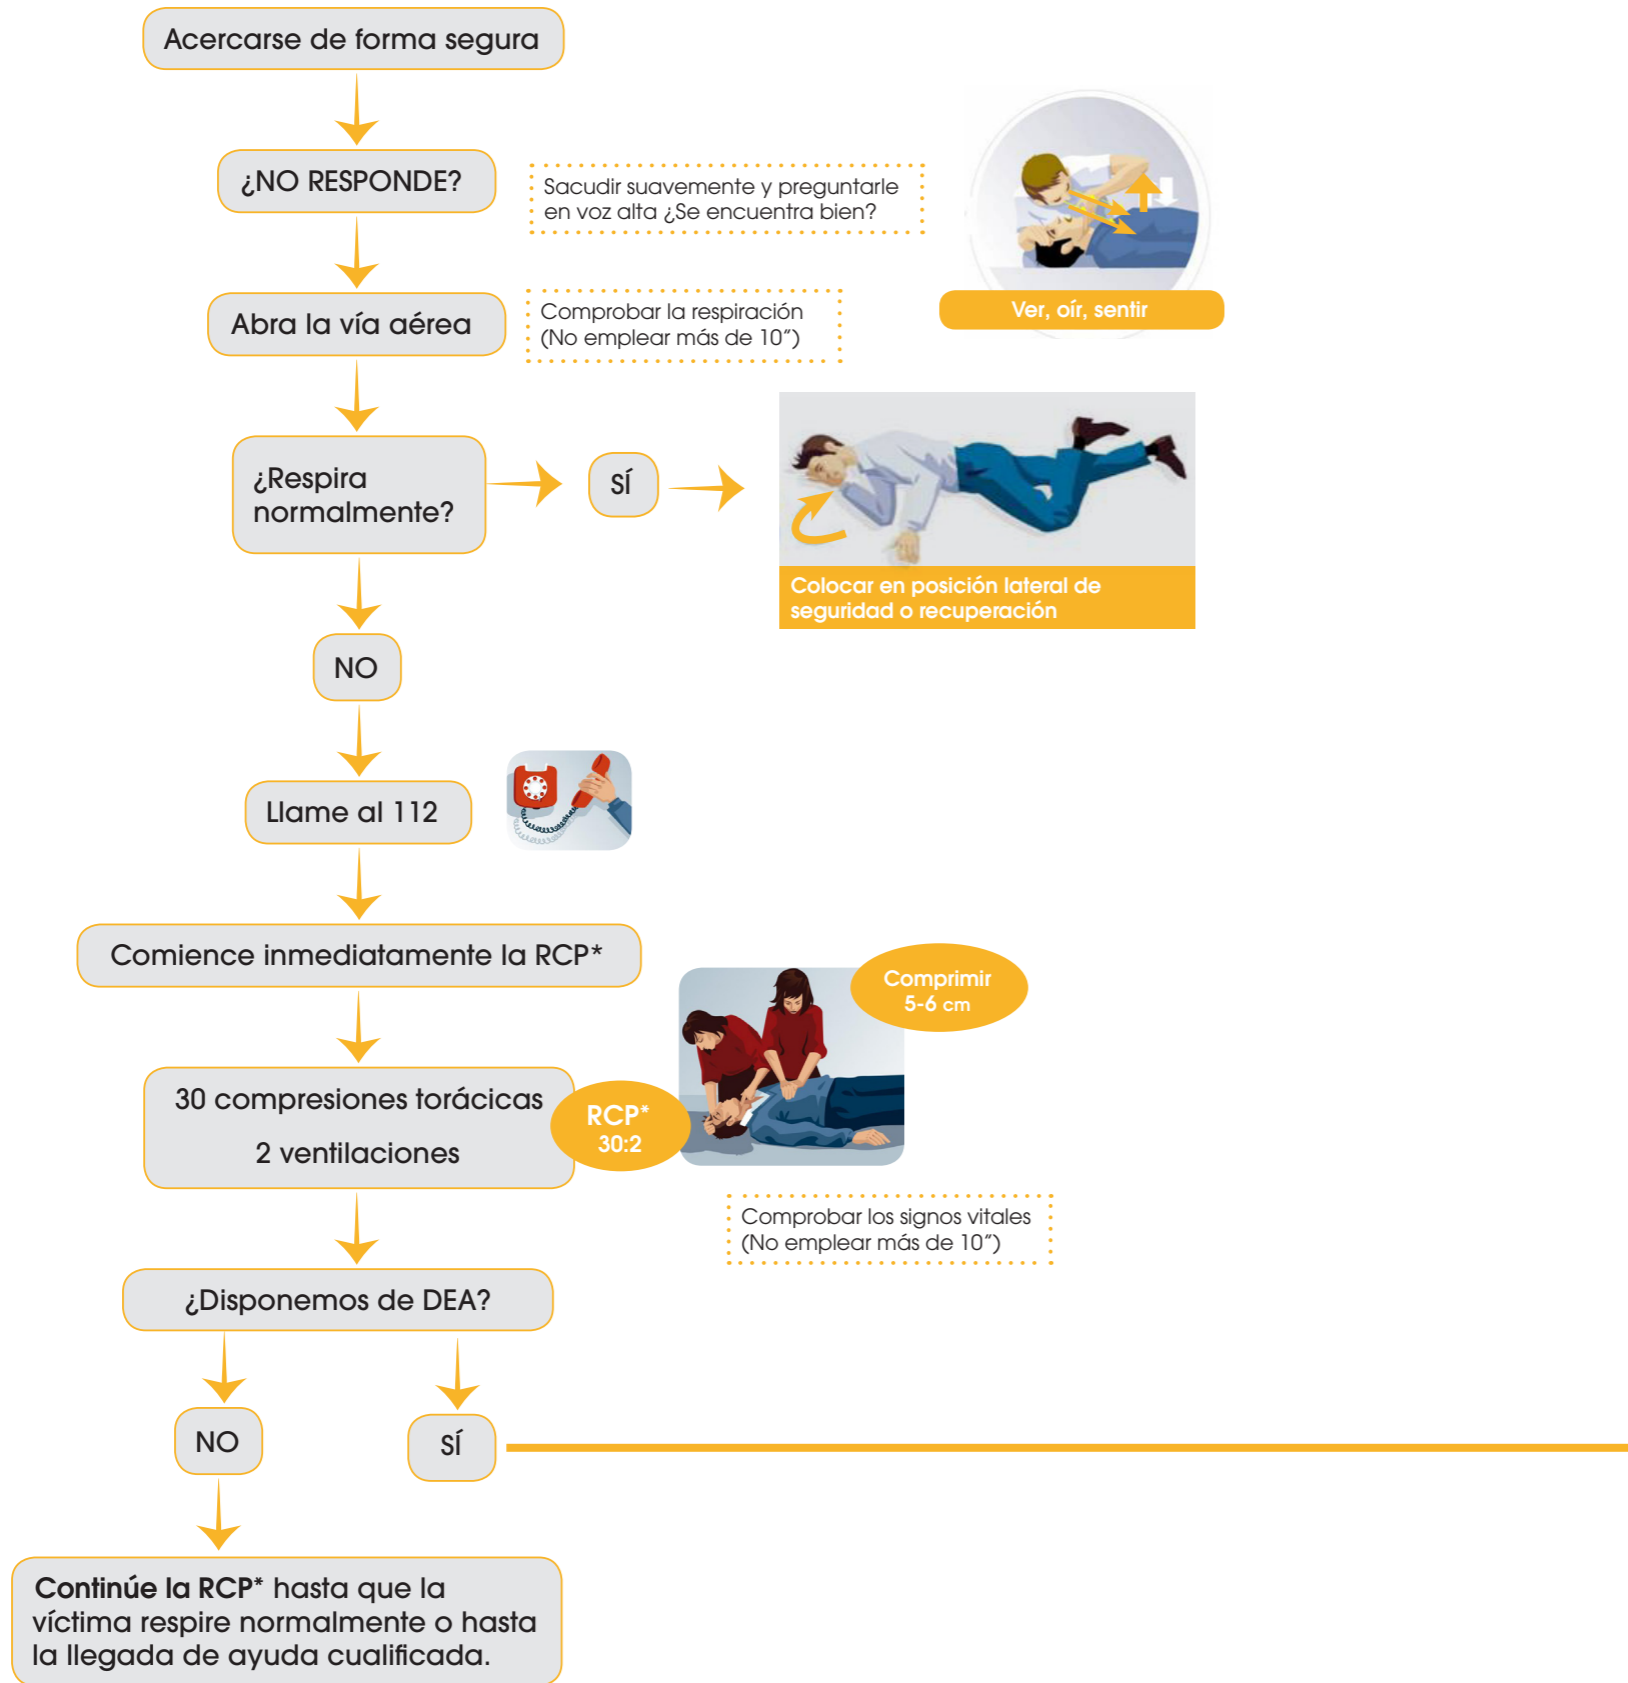 Acercarse de forma segura
¿NO RESPONDE?
Sacudir suavemente y preguntarle
en voz alta ¿Se encuentra bien?
Ver, oír, sentir
Abra la vía aérea
Comprobar la respiración
(No emplear más de 10”)
¿Respira
normalmente?
SÍ
Colocar en posición lateral de
seguridad o recuperación
NO
Llame al 112
Comience inmediatamente la RCP*
Comprimir
5-6 cm
30 compresiones torácicas
2 ventilaciones
RCP*
30:2
Comprobar los signos vitales
(No emplear más de 10”)
¿Disponemos de DEA?
NO
SÍ
Continúe la RCP* hasta que la
víctima respire normalmente o hasta
la llegada de ayuda cualificada.